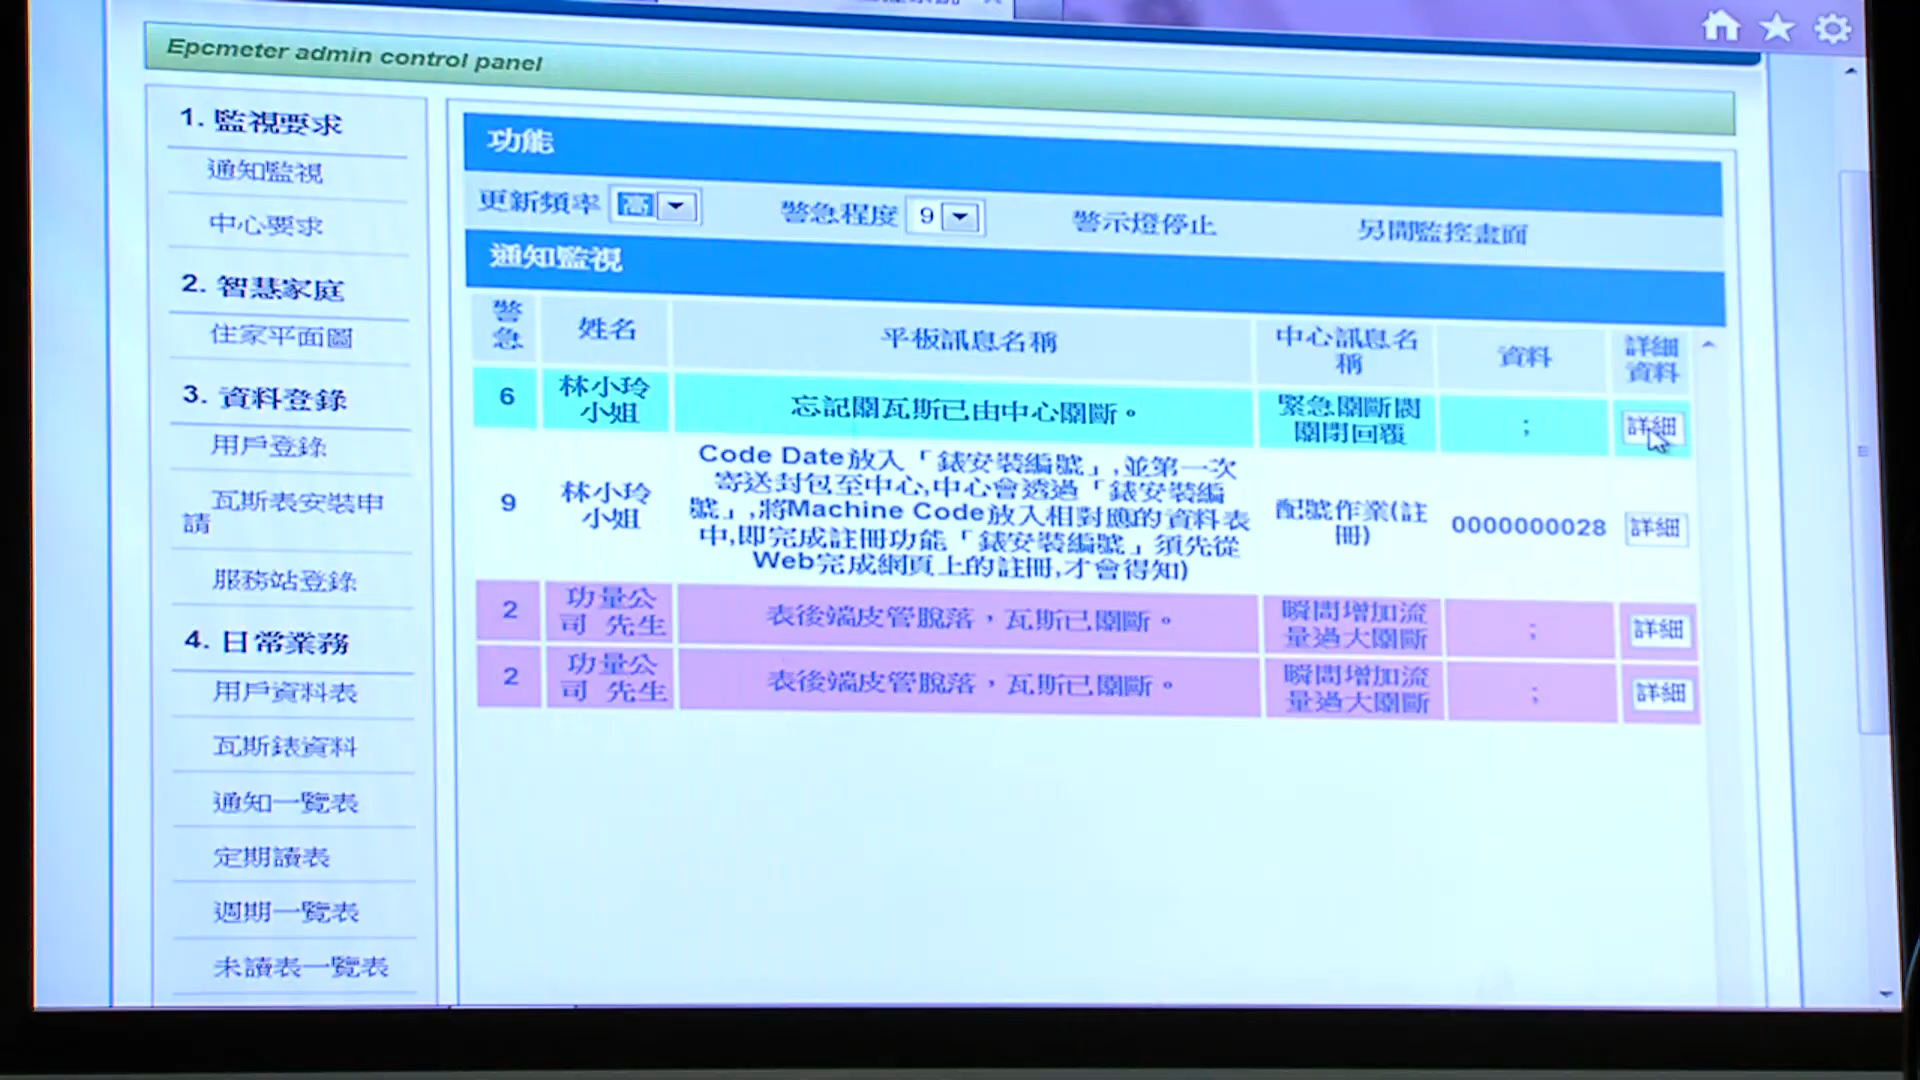 Epcmeter admin control panel
1. 監視要求
通知監視
中心要求
2. 智慧家庭
住家平面圖
3. 資料登錄
用戶登錄
瓦斯表安裝申
請
服務站登錄
4. 日常業務
用戶資料表
瓦斯錶資料
通知一覽表
定期讀表
週期一覽表
未讀表一覽表
功能
更新頻率 高 警急程度 9 警示燈停止 另開監控畫面
通知監視
警
急
姓名
平板訊息名稱
中心訊息名
稱
資料
詳細
資料
6
林小玲
小姐
忘記關瓦斯已由中心關斷。
緊急關斷閥
關閉回覆
;
詳細
9
林小玲
小姐
Code Date放入「錶安裝編號」,並第一次
寄送封包至中心,中心會透過「錶安裝編
號」,將Machine Code放入相對應的資料表
中,即完成註冊功能「錶安裝編號」須先從
Web完成網頁上的註冊,才會得知)
配號作業(註
冊)
0000000028
詳細
2
功量公
司 先生
表後端皮管脫落，瓦斯已關斷。
瞬間增加流
量過大關斷
;
詳細
2
功量公
司 先生
表後端皮管脫落，瓦斯已關斷。
瞬間增加流
量過大關斷
;
詳細